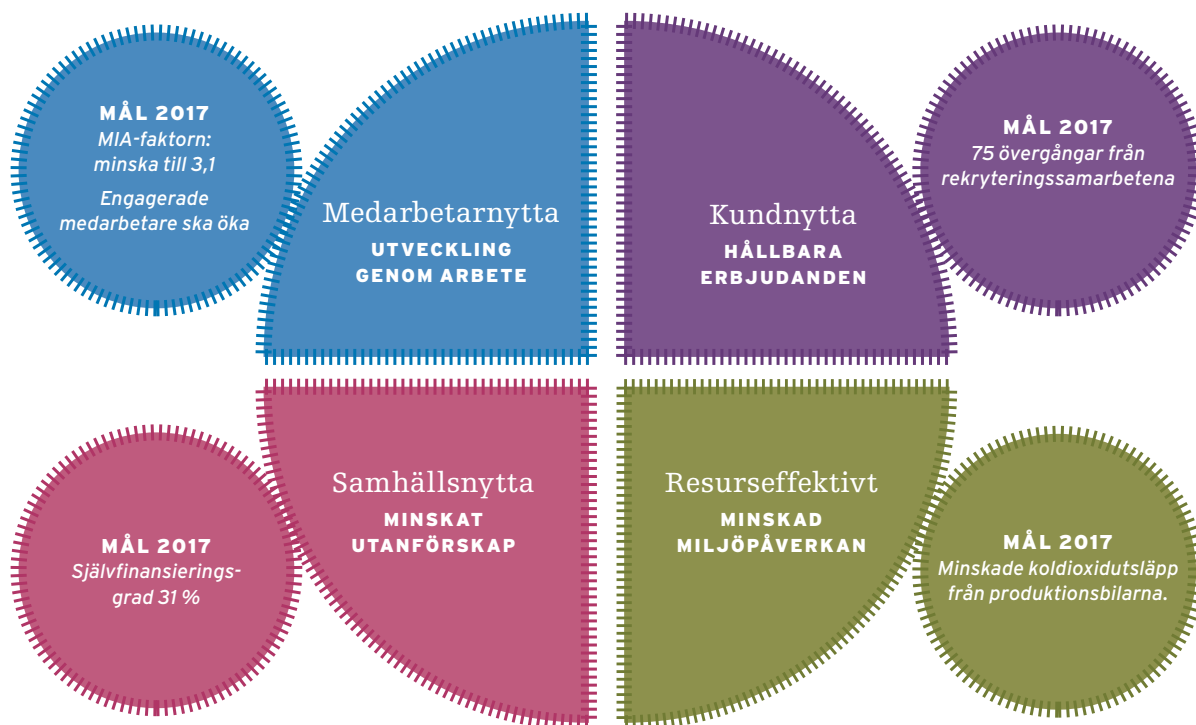 MÅL 2017
MIA-faktorn:
minska till 3,1
Engagerade
medarbetare ska öka
Medarbetarnytta
UTVECKLING
GENOM ARBETE
Kundnytta
HÅLLBARA
ERBJUDANDEN
MÅL 2017
75 övergångar från
rekryteringssamarbetena
MÅL 2017
Självfinansierings-
grad 31 %
Samhällsnytta
MINSKAT
UTANFÖRSKAP
Resurseffektivt
MINSKAD
MILJÖPÅVERKAN
MÅL 2017
Minskade koldioxidutsläpp
från produktionsbilarna.